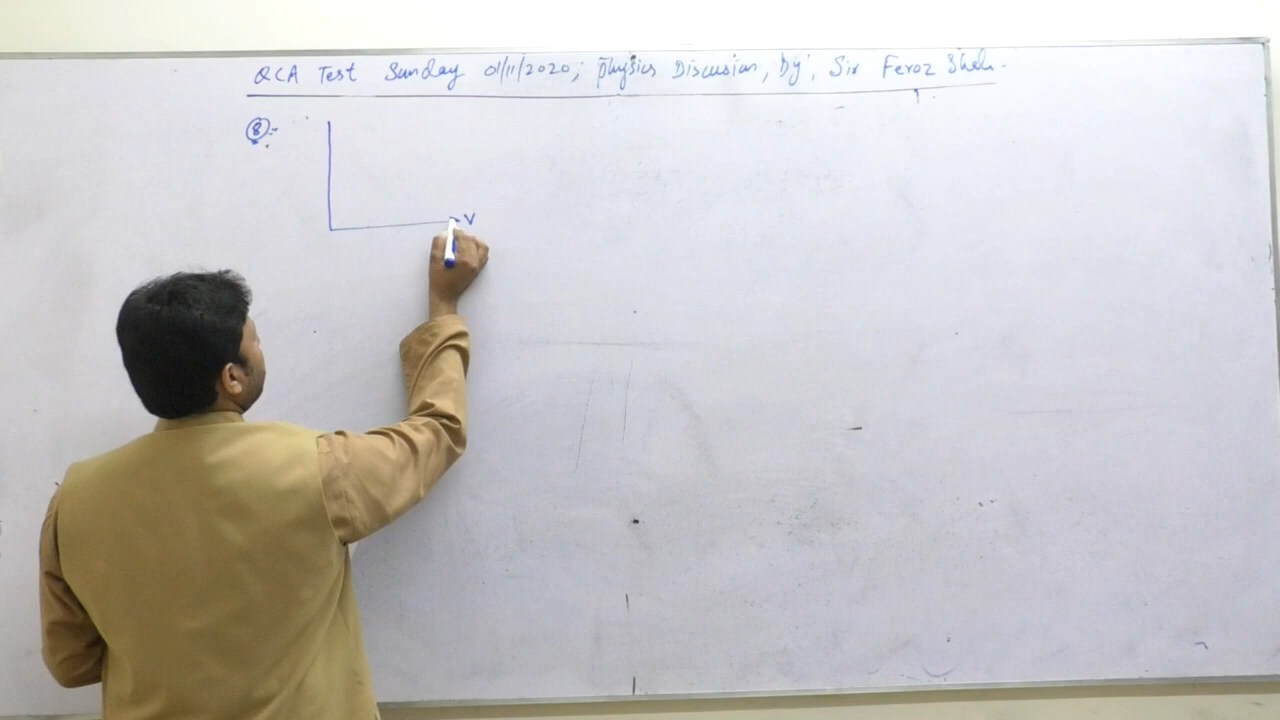 QCA Test Sunday 01/11/2020; Physics Discussion, by, Sir Feroz Shah.
8:-
V